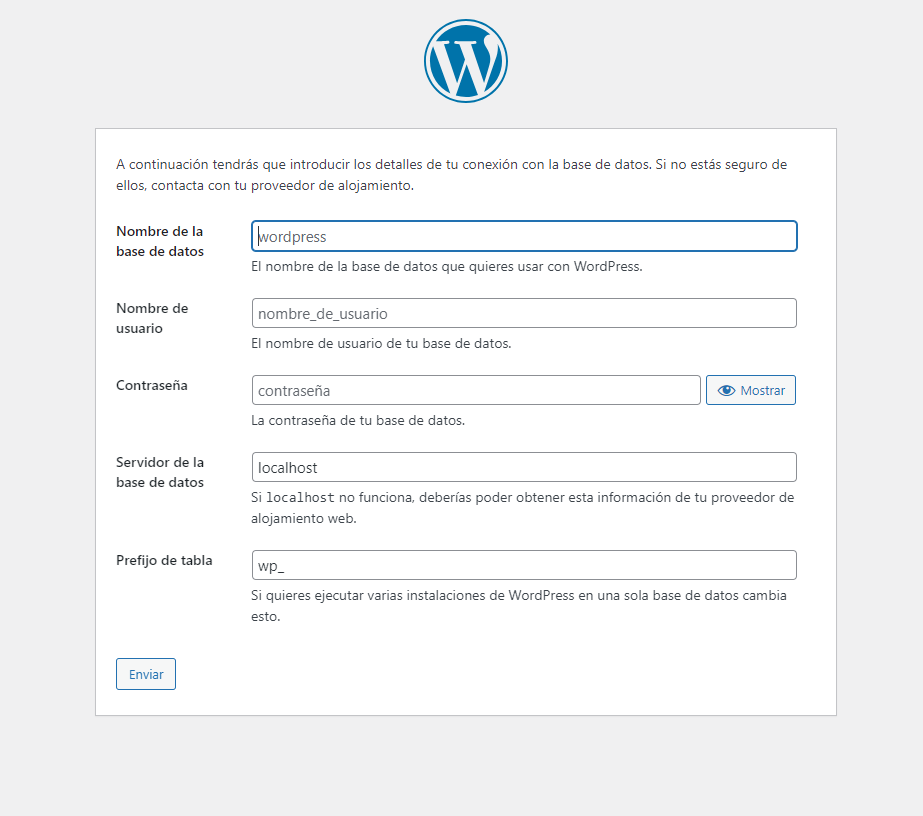 A continuación tendrás que introducir los detalles de tu conexión con la base de datos. Si no estás seguro de
ellos, contacta con tu proveedor de alojamiento.
Nombre de la
base de datos
wordpress
El nombre de la base de datos que quieres usar con WordPress.
Nombre de
usuario
nombre_de_usuario
El nombre de usuario de tu base de datos.
Contraseña
contraseña
Mostrar
La contraseña de tu base de datos.
Servidor de la
base de datos
localhost
Si localhost no funciona, deberías poder obtener esta información de tu proveedor de
alojamiento web.
Prefijo de tabla
wp_
Si quieres ejecutar varias instalaciones de WordPress en una sola base de datos cambia
esto.
Enviar